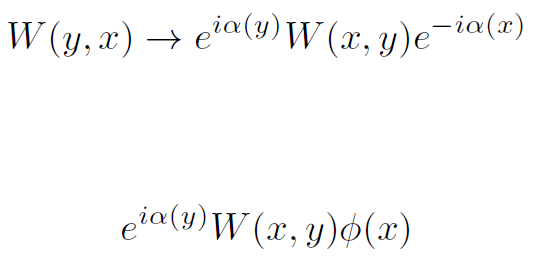 W(y, x) → e^{iα(y)}W(x, y)e^{−iα(x)}
e^{iα(y)}W(x, y)ϕ(x)